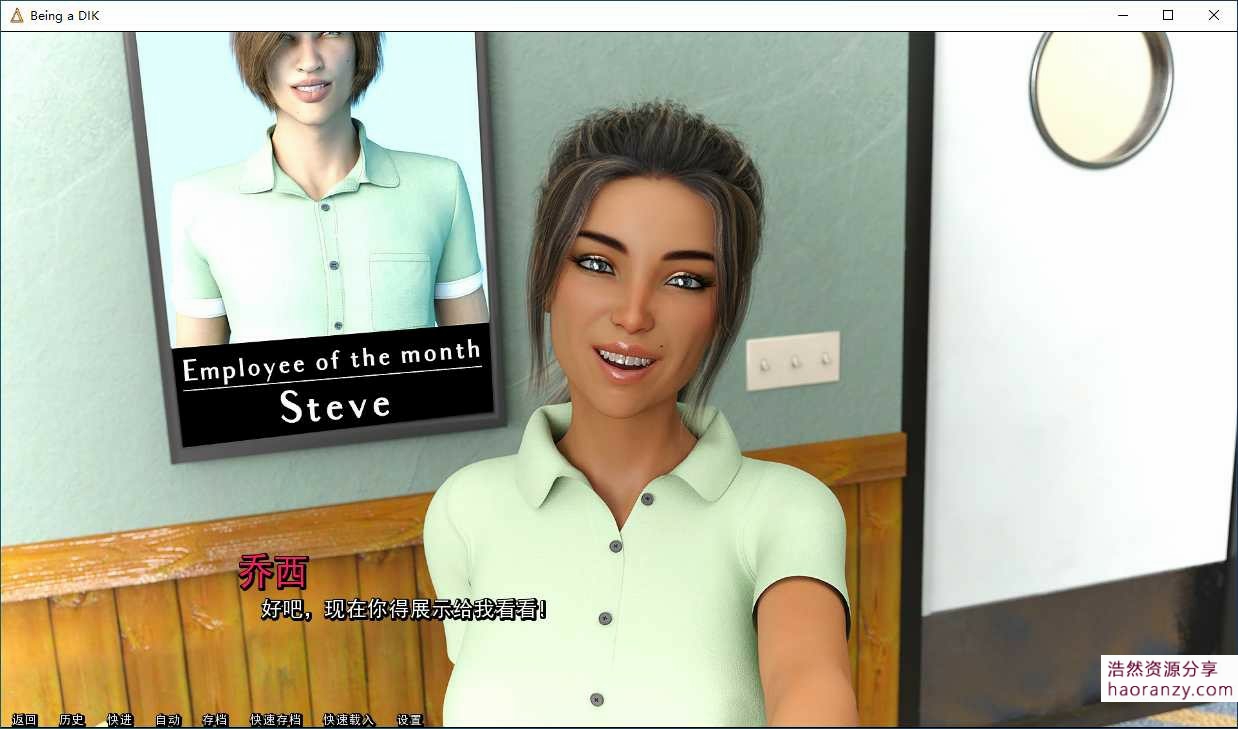 Being a DIK
Employee of the month
Steve
乔西
好吧，现在你得展示给我看看！
返回 历史 快进 自动 存档 快速存档 快速载入 设置
浩然资源分享
haoranzy.com